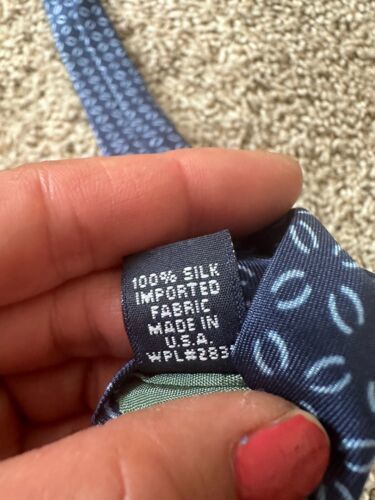 100% SILK
IMPORTED
FABRIC
MADE IN
U.S.A.
WPL#283